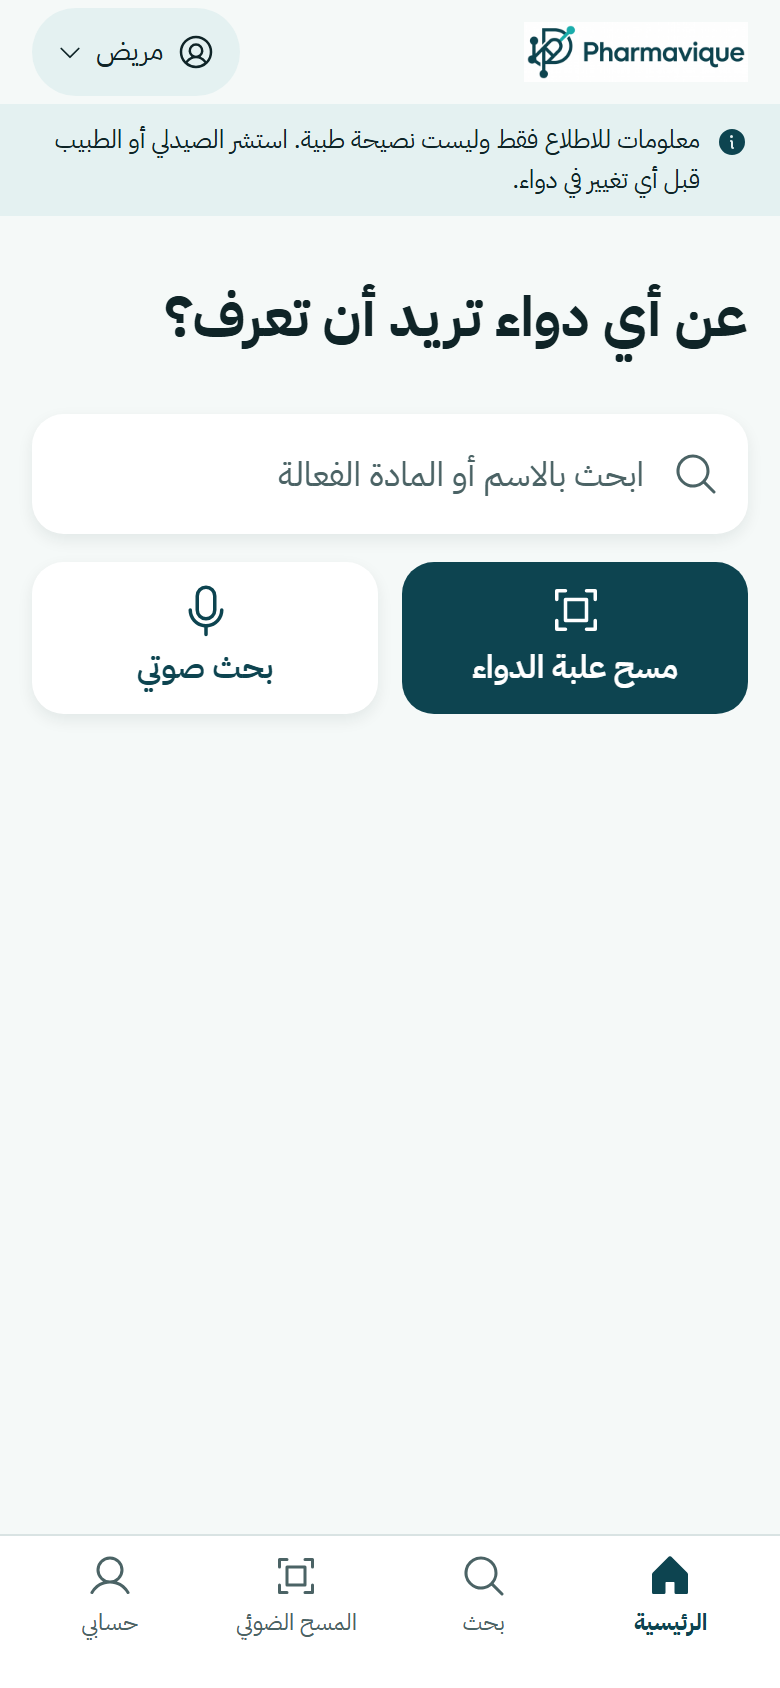 Pharmavique
مريض
معلومات للاطلاع فقط وليست نصيحة طبية. استشر الصيدلي أو الطبيب
قبل أي تغيير في دواء.
عن أي دواء تريد أن تعرف؟
ابحث بالاسم أو المادة الفعالة
مسح علبة الدواء
بحث صوتي
الرئيسية
بحث
المسح الضوئي
حسابي